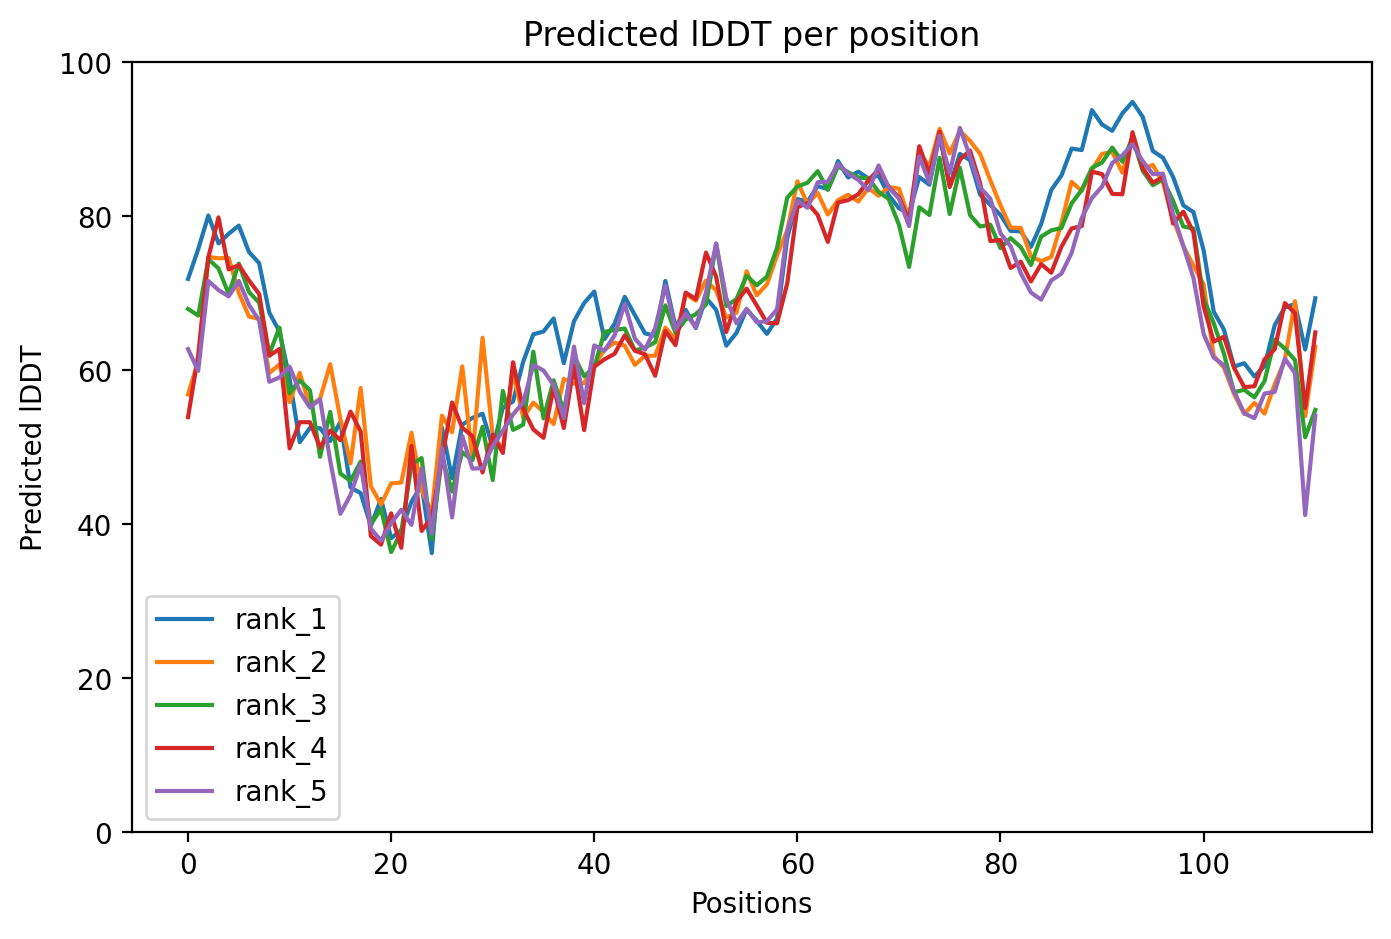 Predicted lDDT per position
100
80
60
40
20
0
Predicted lDDT
rank_1
rank_2
rank_3
rank_4
rank_5
0 20 40 60 80 100
Positions